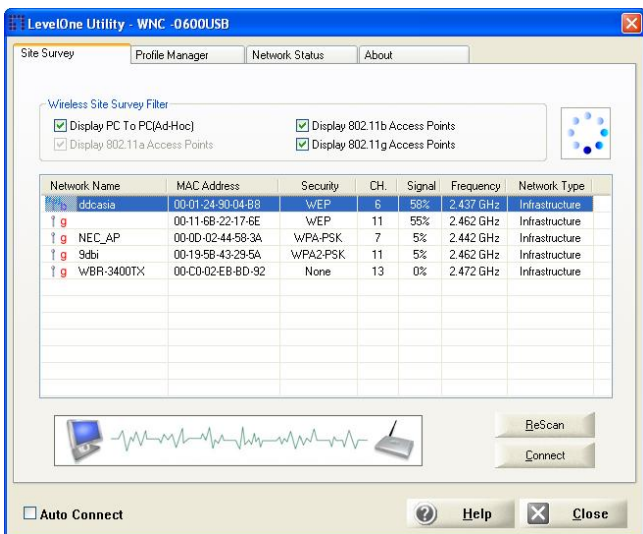 LevelOne Utility - WNC -0600USB
Site Survey Profile Manager Network Status About
Wireless Site Survey Filter
Display PC To PC(Ad-Hoc) Display 802.11b Access Points
Display 802.11a Access Points Display 802.11g Access Points
Network Name MAC Address Security CH. Signal Frequency Network Type
b ddcasia 00-01-24-90-04-B8 WEP 6 58% 2.437 GHz Infrastructure
g 00-11-6B-22-17-6E WEP 11 55% 2.462 GHz Infrastructure
g NEC_AP 00-0D-02-44-58-3A WPA-PSK 7 5% 2.442 GHz Infrastructure
g 9dbi 00-19-5B-43-29-5A WPA2-PSK 11 5% 2.462 GHz Infrastructure
g WBR-3400TX 00-C0-02-EB-BD-92 None 13 0% 2.472 GHz Infrastructure
ReScan
Connect
Auto Connect Help Close